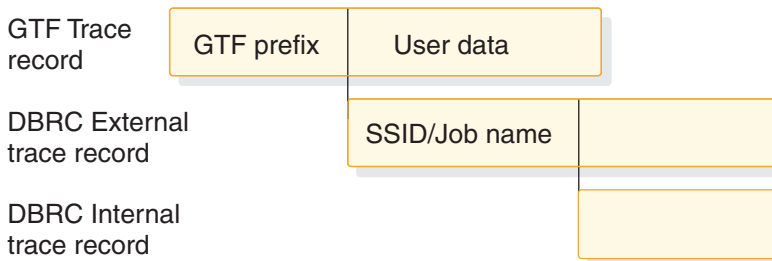 GTF Trace
record
GTF prefix
User data
DBRC External
trace record
SSID/Job name
DBRC Internal
trace record